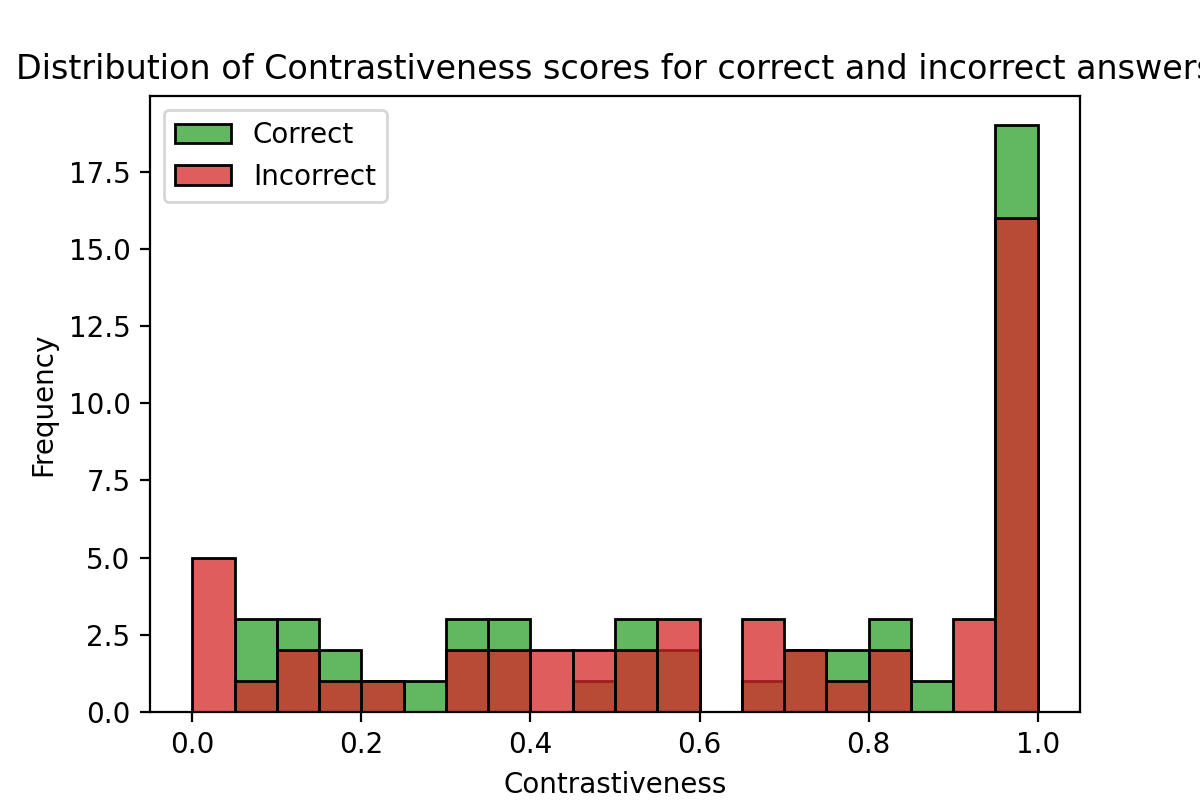 Distribution of Contrastiveness scores for correct and incorrect answers
Correct
Incorrect
17.5
15.0
12.5
10.0
7.5
5.0
2.5
0.0
Frequency
0.0 0.2 0.4 0.6 0.8 1.0
Contrastiveness